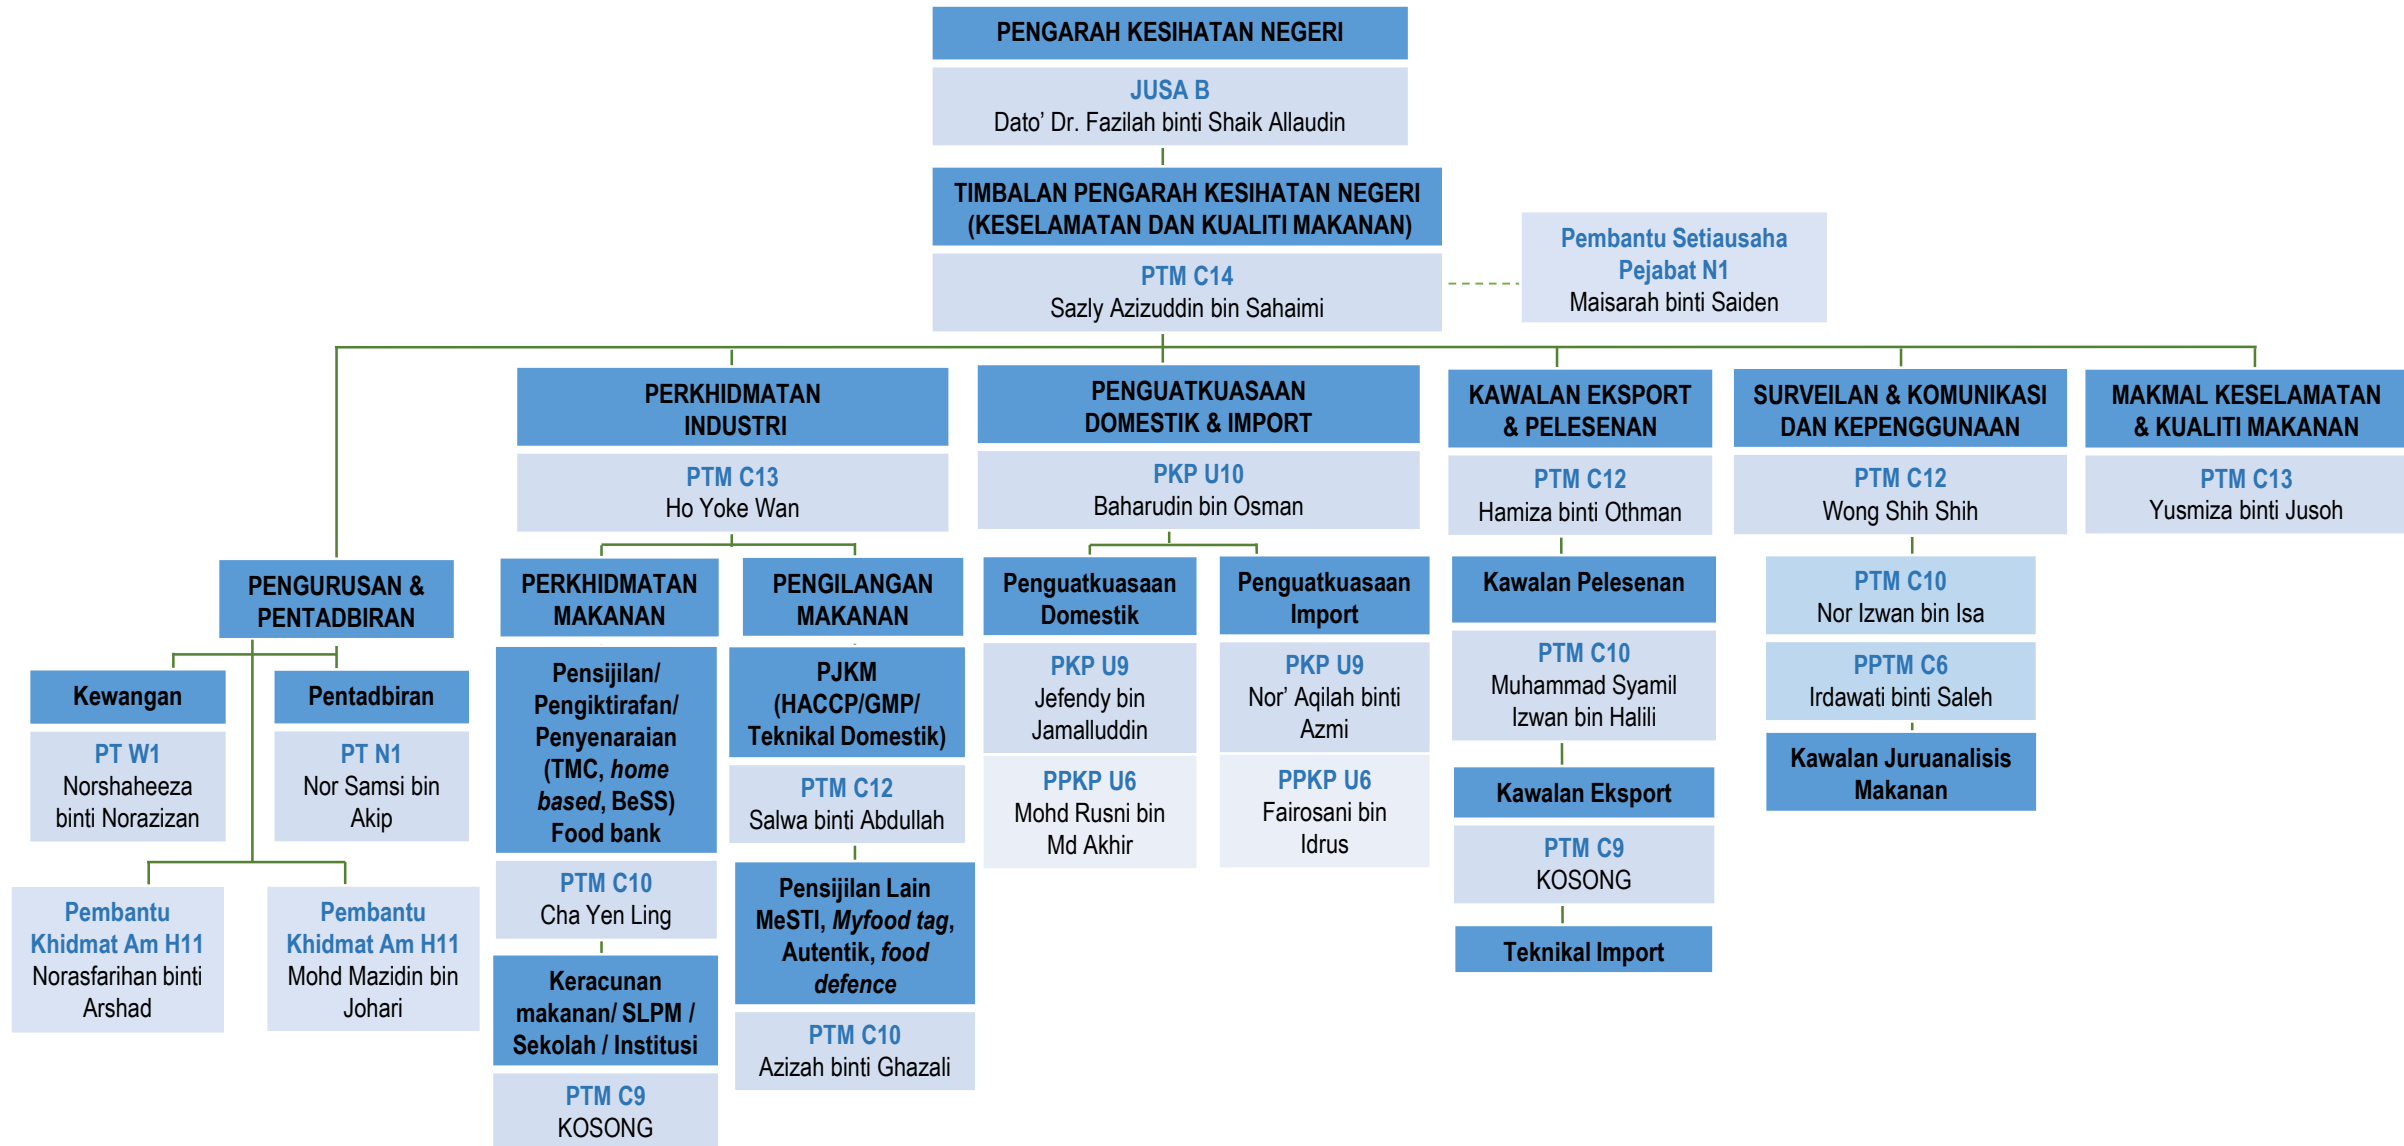 PENGARAH KESIHATAN NEGERI
JUSA B
Dato’ Dr. Fazilah binti Shaik Allaudin
TIMBALAN PENGARAH KESIHATAN NEGERI
(KESELAMATAN DAN KUALITI MAKANAN)
PTM C14
Sazly Azizuddin bin Sahaimi
Pembantu Setiausaha
Pejabat N1
Maisarah binti Saiden
PENGURUSAN &
PENTADBIRAN
Kewangan
PT W1
Norshaheeza
binti Norazizan
Pentadbiran
PT N1
Nor Samsi bin
Akip
Pembantu
Khidmat Am H11
Norasfarihan binti
Arshad
Pembantu
Khidmat Am H11
Mohd Mazidin bin
Johari
PERKHIDMATAN
INDUSTRI
PTM C13
Ho Yoke Wan
PERKHIDMATAN
MAKANAN
Pensijilan/
Pengiktirafan/
Penyenaraian
(TMC, home
based, BeSS)
Food bank
PTM C10
Cha Yen Ling
Keracunan
makanan/ SLPM /
Sekolah / Institusi
PTM C9
KOSONG
PENGILANGAN
MAKANAN
PJKM
(HACCP/GMP/
Teknikal Domestik)
PTM C12
Salwa binti Abdullah
Pensijilan Lain
MeSTI, Myfood tag,
Autentik, food
defence
PTM C10
Azizah binti Ghazali
PENGUATKUASAAN
DOMESTIK & IMPORT
PKP U10
Baharudin bin Osman
Penguatkuasaan
Domestik
PKP U9
Jefendy bin
Jamalluddin
PPKP U6
Mohd Rusni bin
Md Akhir
Penguatkuasaan
Import
PKP U9
Nor’ Aqilah binti
Azmi
PPKP U6
Fairosani bin
Idrus
KAWALAN EKSPORT
& PELESENAN
PTM C12
Hamiza binti Othman
Kawalan Pelesenan
PTM C10
Muhammad Syamil
Izwan bin Halili
Kawalan Eksport
PTM C9
KOSONG
Teknikal Import
SURVEILAN & KOMUNIKASI
DAN KEPENGGUNAAN
PTM C12
Wong Shih Shih
PTM C10
Nor Izwan bin Isa
PPTM C6
Irdawati binti Saleh
Kawalan Juruanalisis
Makanan
MAKMAL KESELAMATAN
& KUALITI MAKANAN
PTM C13
Yusmiza binti Jusoh